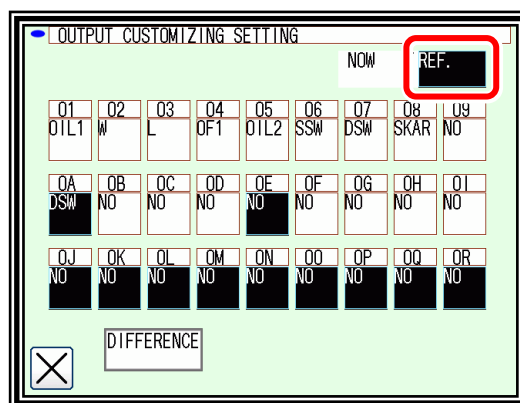 OUTPUT CUSTOMIZING SETTING
NOW REF.
01 02 03 04 05 06 07 08 09
OIL1 W L OF1 OIL2 SSW DSW SKAR NO
0A 0B 0C 0D 0E 0F 0G 0H 0I
DSW NO NO NO NO NO NO NO NO
0J 0K 0L 0M 0N 0O 0P 0Q 0R
NO NO NO NO NO NO NO NO NO
DIFFERENCE